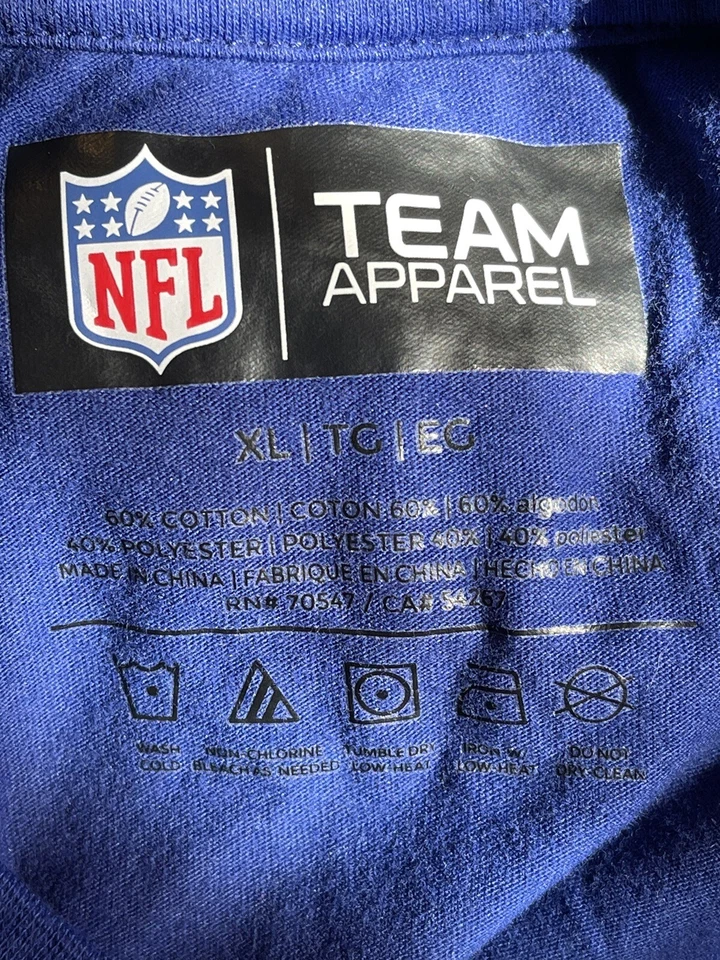 NFL
TEAM
APPAREL
XL | TG | EG
60% COTTON | COTON 60% | 60% algodon
40% POLYESTER | POLYESTER 40% | 40% poliester
MADE IN CHINA | FABRIQUE EN CHINA | HECHO EN CHINA
RN# 70547 / CA# 54267
WASH COLD
NON-CHLORINE BLEACH AS NEEDED
TUMBLE DRY LOW HEAT
IRON W/ LOW HEAT
DO NOT DRY CLEAN